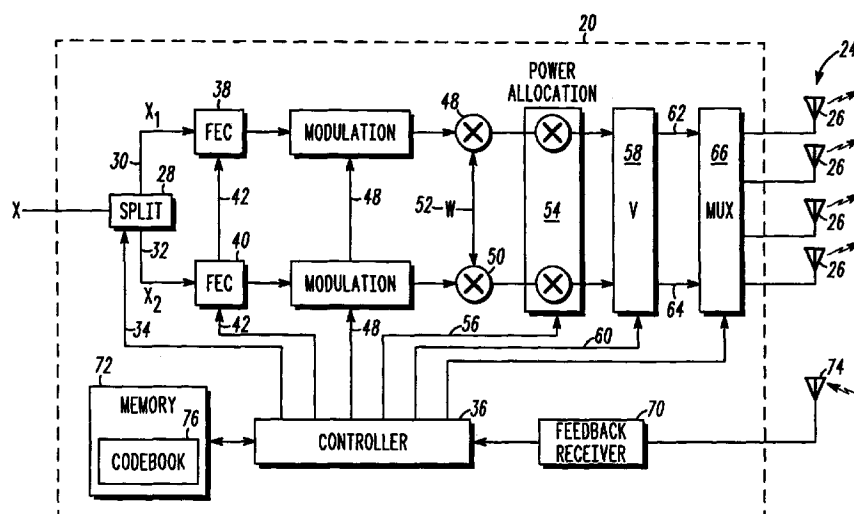 20
24
POWER
ALLOCATION
38
48
62
X1
FEC
MODULATION
58
66
26
30
28
42
48
52
W
54
V
MUX
26
X
SPLIT
32
40
50
26
X2
FEC
MODULATION
64
26
34
42
48
56
60
74
72
MEMORY
76
CODEBOOK
36
CONTROLLER
70
FEEDBACK
RECEIVER